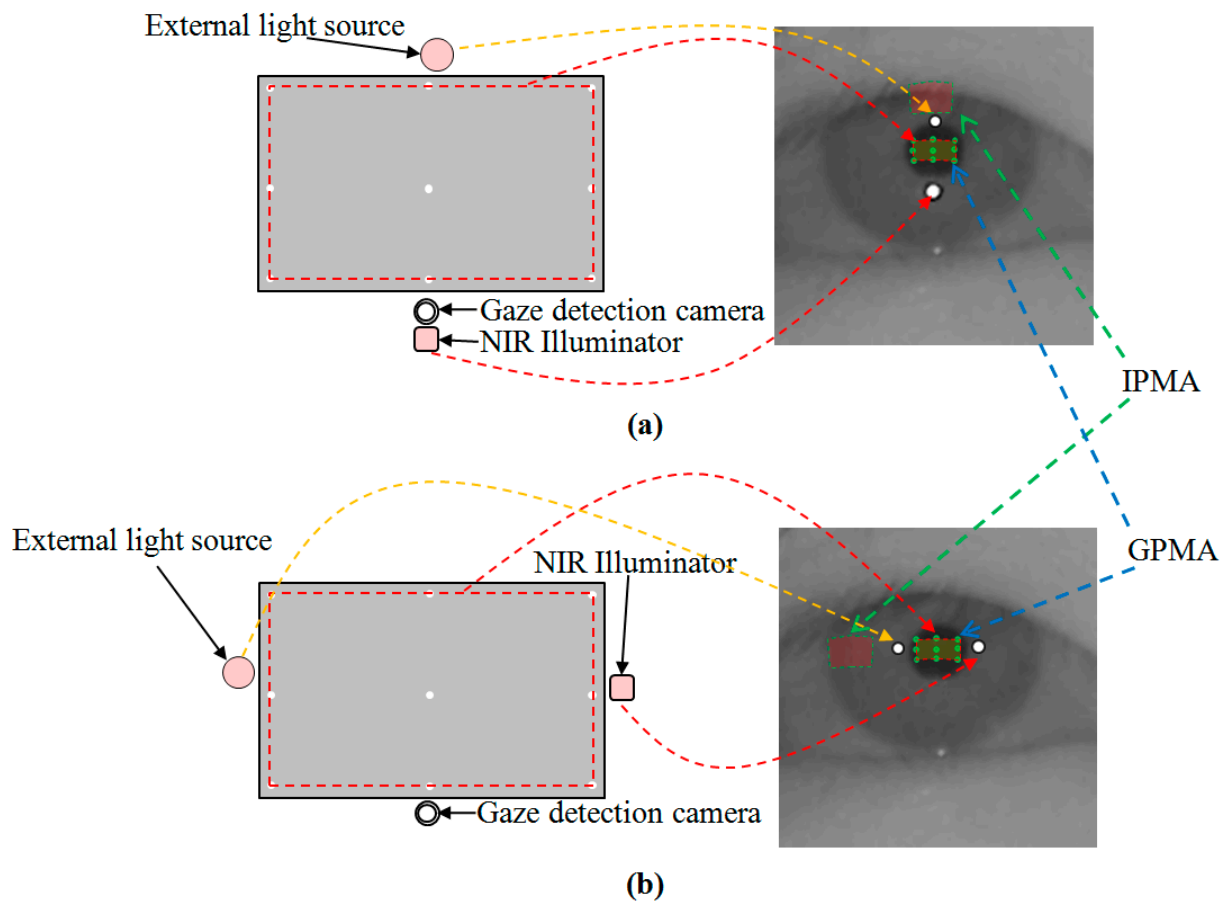 External light source
Gaze detection camera
NIR Illuminator
IPMA
(a)
External light source
NIR Illuminator
GPMA
Gaze detection camera
(b)